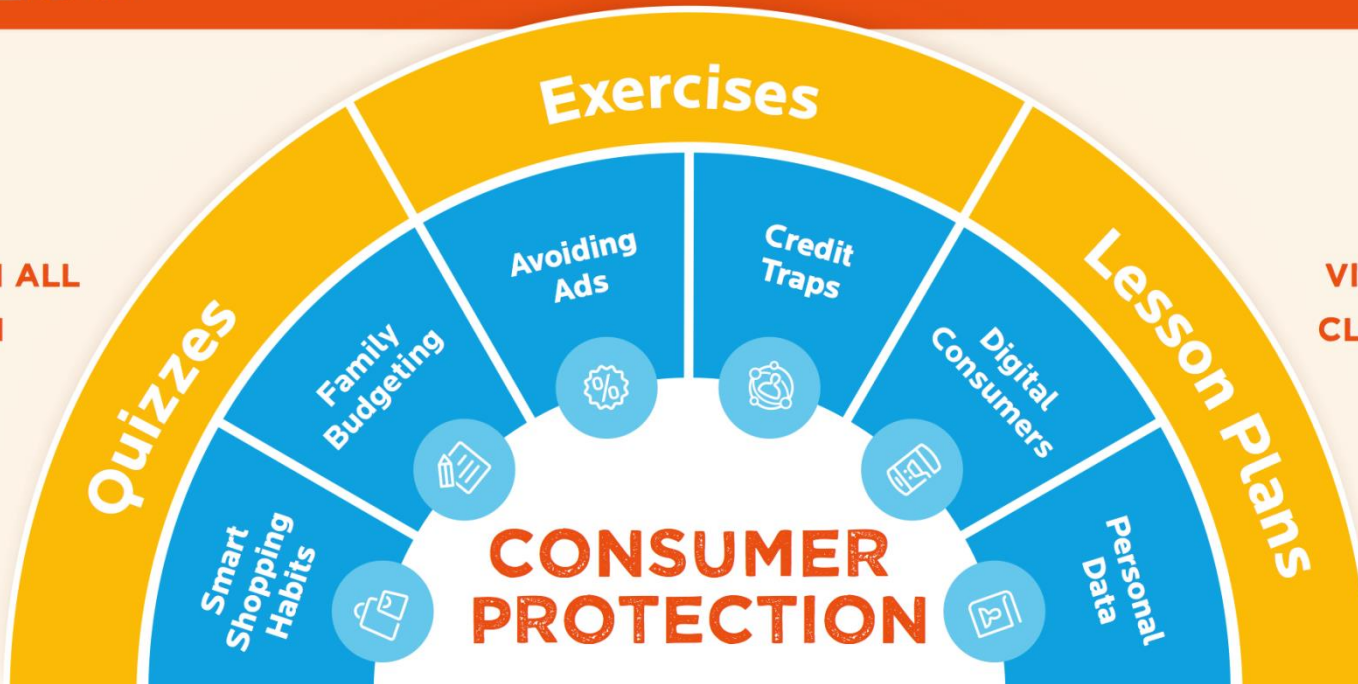 Exercises
Quizzes
Lesson Plans
Smart
Shopping
Habits
Family
Budgeting
Avoiding
Ads
Credit
Traps
Digital
Consumers
Personal
Data
CONSUMER
PROTECTION
ALL
VI
CL